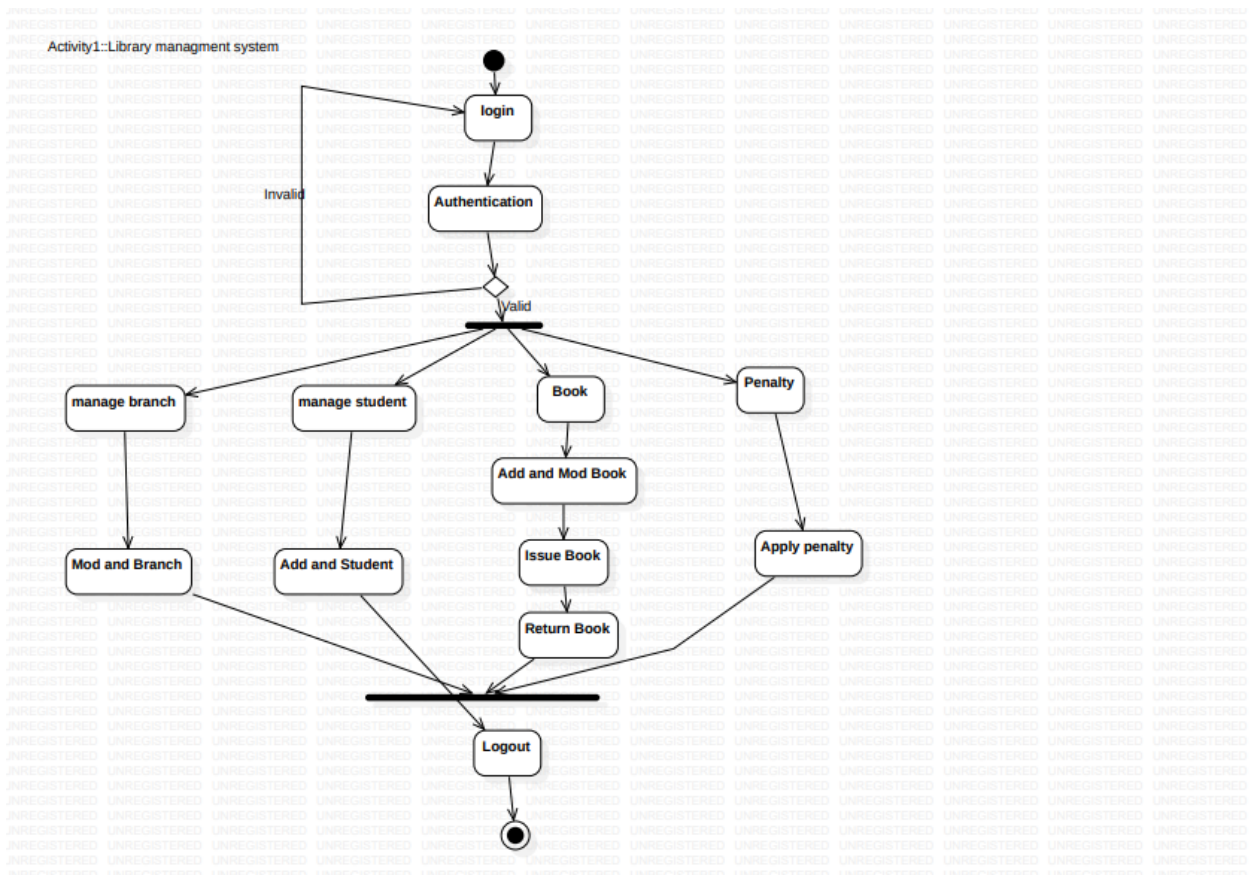 Activity1::Library managment system
login
Invalid
Authentication
Valid
manage branch
manage student
Book
Penalty
Add and Mod Book
Mod and Branch
Add and Student
Issue Book
Apply penalty
Return Book
Logout
UNREGISTERED